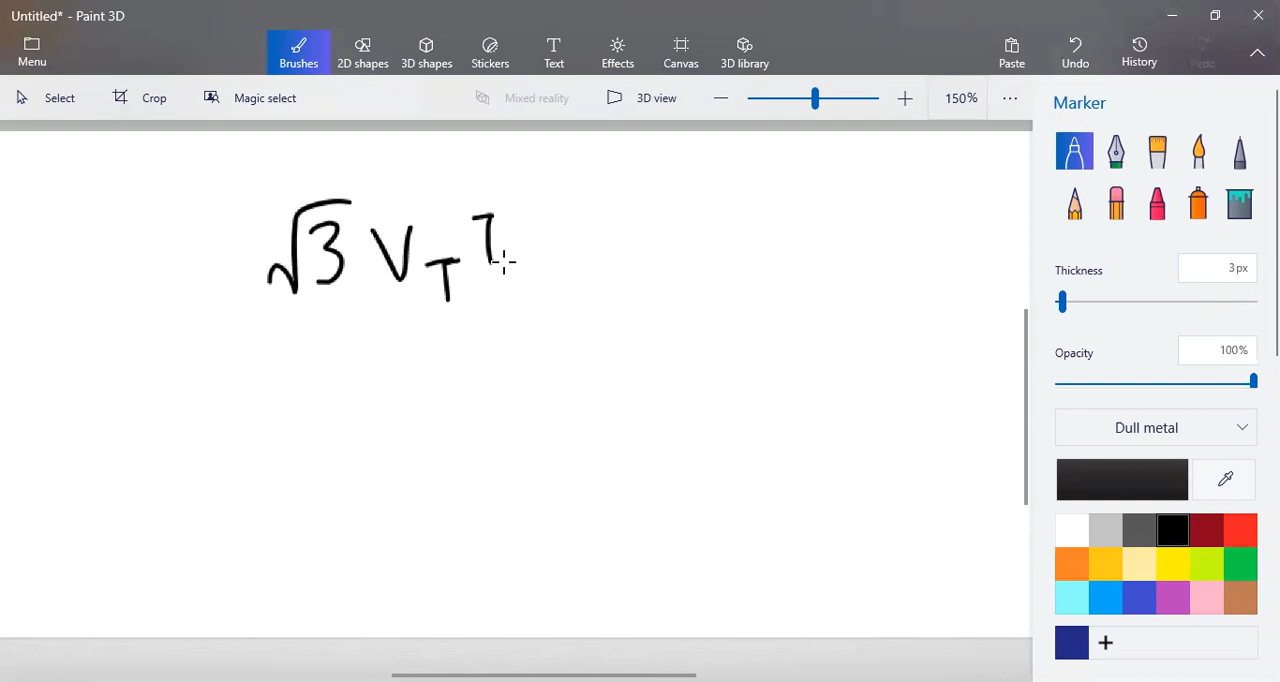 Untitled* - Paint 3D
Menu
Brushes 2D shapes 3D shapes Stickers Text Effects Canvas 3D library Paste Undo History Redo
Select Crop Magic select Mixed reality 3D view 150%
Marker
Thickness 3px
Opacity 100%
Dull metal
√3 V_T